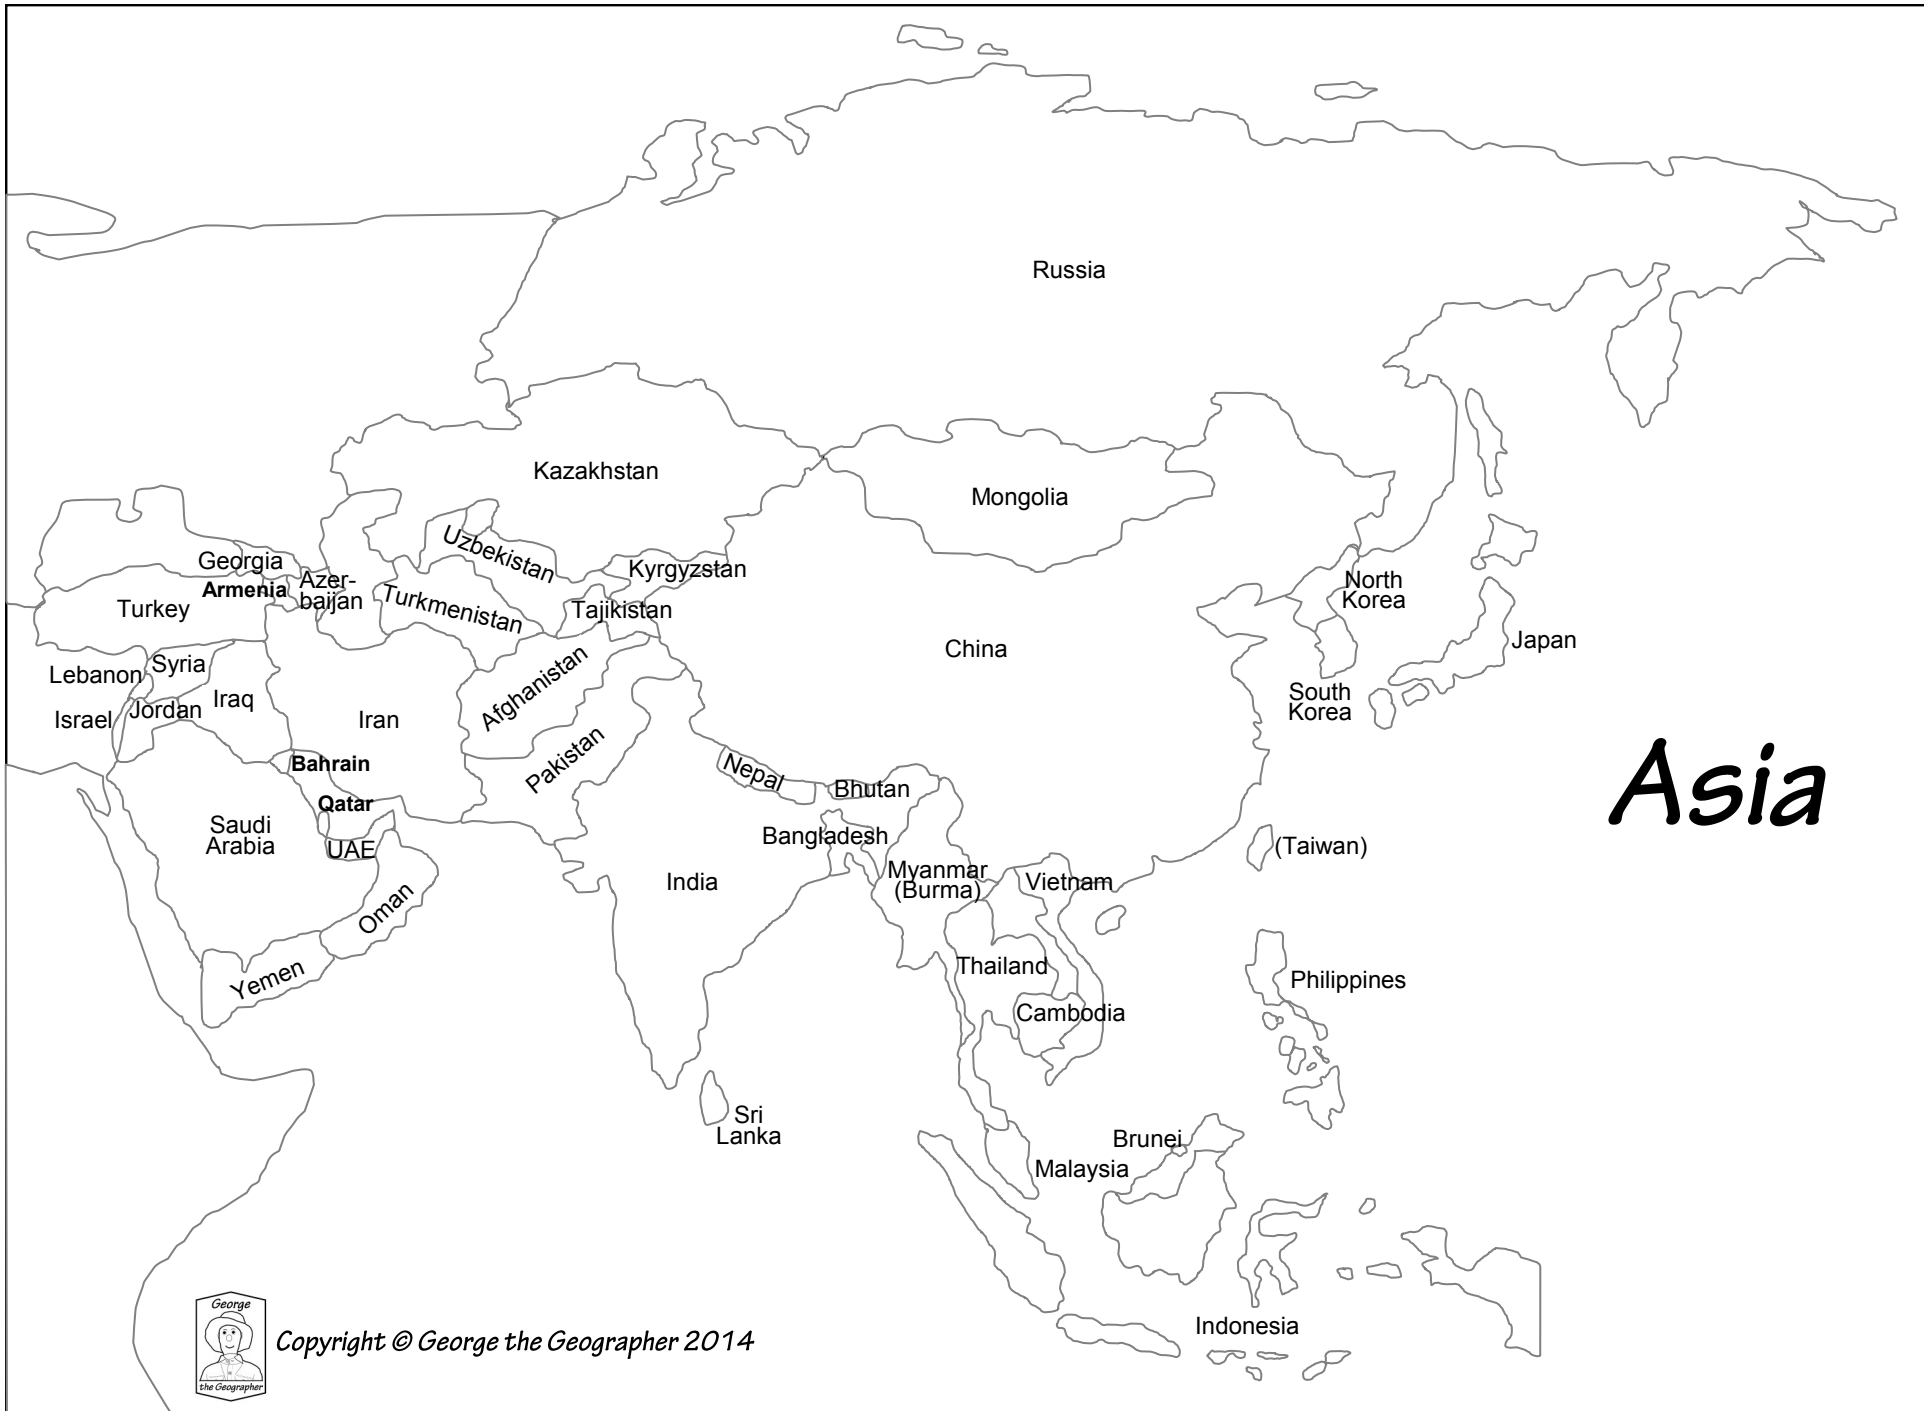 Russia
Kazakhstan
Mongolia
Uzbekistan
Georgia
Kyrgyzstan
Armenia
Azer-
baijan
Turkmenistan
Tajikistan
Turkey
North
Korea
China
Japan
Lebanon
Syria
Afghanistan
Israel
Jordan
Iraq
Iran
South
Korea
Bahrain
Pakistan
Nepal
Bhutan
Asia
Qatar
Saudi
Arabia
UAE
Bangladesh
(Taiwan)
India
Myanmar
(Burma)
Vietnam
Oman
Yemen
Thailand
Philippines
Cambodia
Sri
Lanka
Brunei
Malaysia
Indonesia
George
the Geographer
Copyright © George the Geographer 2014